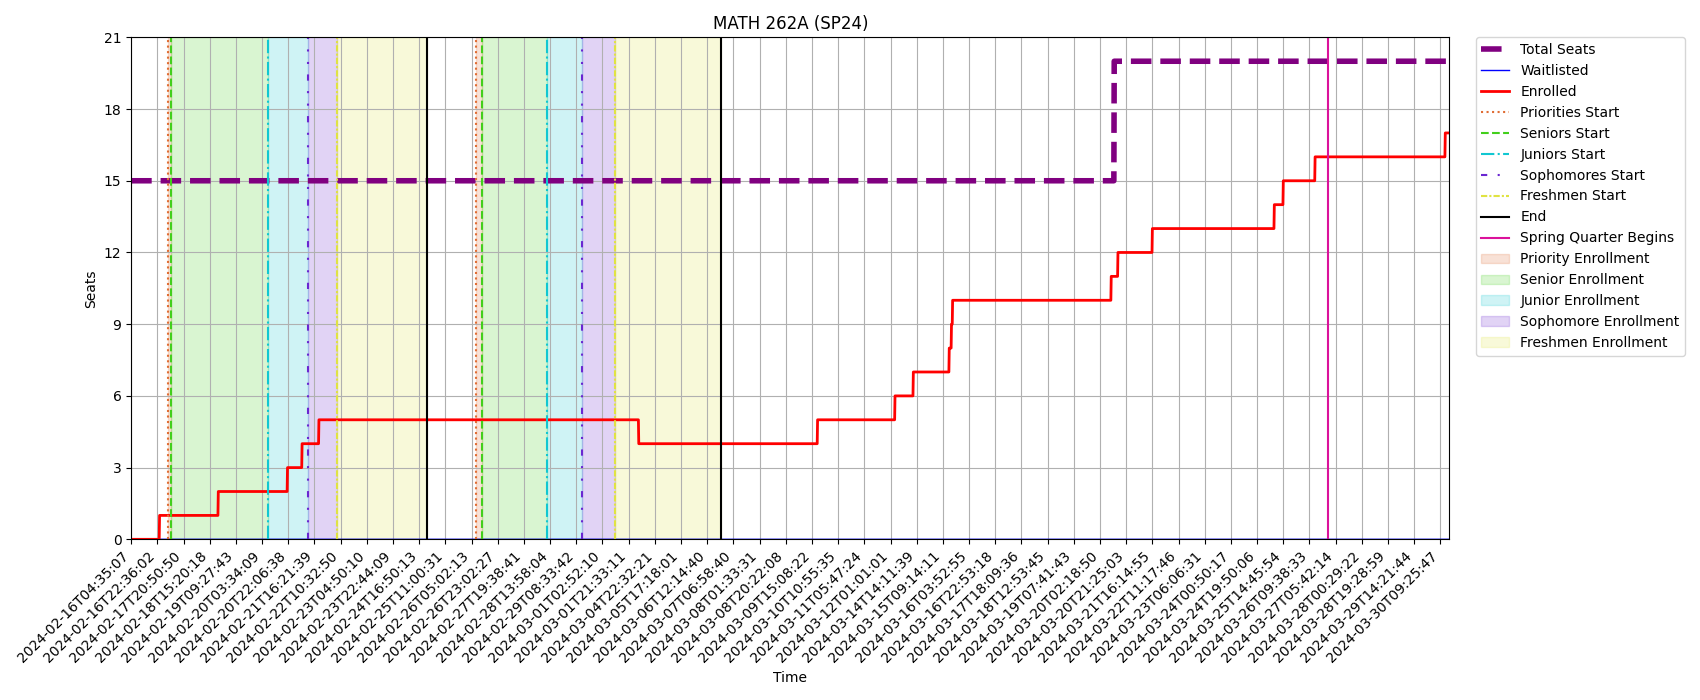 MATH 262A (SP24)
21
18
15
12
9
6
3
0
Seats
2024-02-16T04:35:07
2024-02-16T22:36:02
2024-02-17T20:50:50
2024-02-18T15:20:18
2024-02-19T09:27:43
2024-02-20T03:34:09
2024-02-20T22:06:38
2024-02-21T16:21:39
2024-02-22T10:32:50
2024-02-23T04:50:10
2024-02-23T22:44:09
2024-02-24T16:50:13
2024-02-25T11:00:31
2024-02-26T05:02:13
2024-02-26T23:02:27
2024-02-27T19:38:41
2024-02-28T13:58:04
2024-02-29T08:33:42
2024-03-01T02:52:10
2024-03-01T21:33:11
2024-03-04T22:32:21
2024-03-05T17:18:01
2024-03-06T12:14:40
2024-03-07T06:58:40
2024-03-08T01:33:31
2024-03-08T20:22:08
2024-03-09T15:08:22
2024-03-10T10:55:35
2024-03-11T05:47:24
2024-03-12T01:01:01
2024-03-14T14:11:39
2024-03-15T09:14:11
2024-03-16T03:52:55
2024-03-16T22:53:18
2024-03-17T18:09:36
2024-03-18T12:53:45
2024-03-19T07:41:43
2024-03-20T02:18:50
2024-03-20T21:25:03
2024-03-21T16:14:55
2024-03-22T11:17:46
2024-03-23T06:06:31
2024-03-24T00:50:17
2024-03-24T19:50:06
2024-03-25T14:45:54
2024-03-26T09:38:33
2024-03-27T05:42:14
2024-03-28T00:29:22
2024-03-28T19:28:59
2024-03-29T14:21:44
2024-03-30T09:25:47
Time
Total Seats
Waitlisted
Enrolled
Priorities Start
Seniors Start
Juniors Start
Sophomores Start
Freshmen Start
End
Spring Quarter Begins
Priority Enrollment
Senior Enrollment
Junior Enrollment
Sophomore Enrollment
Freshmen Enrollment